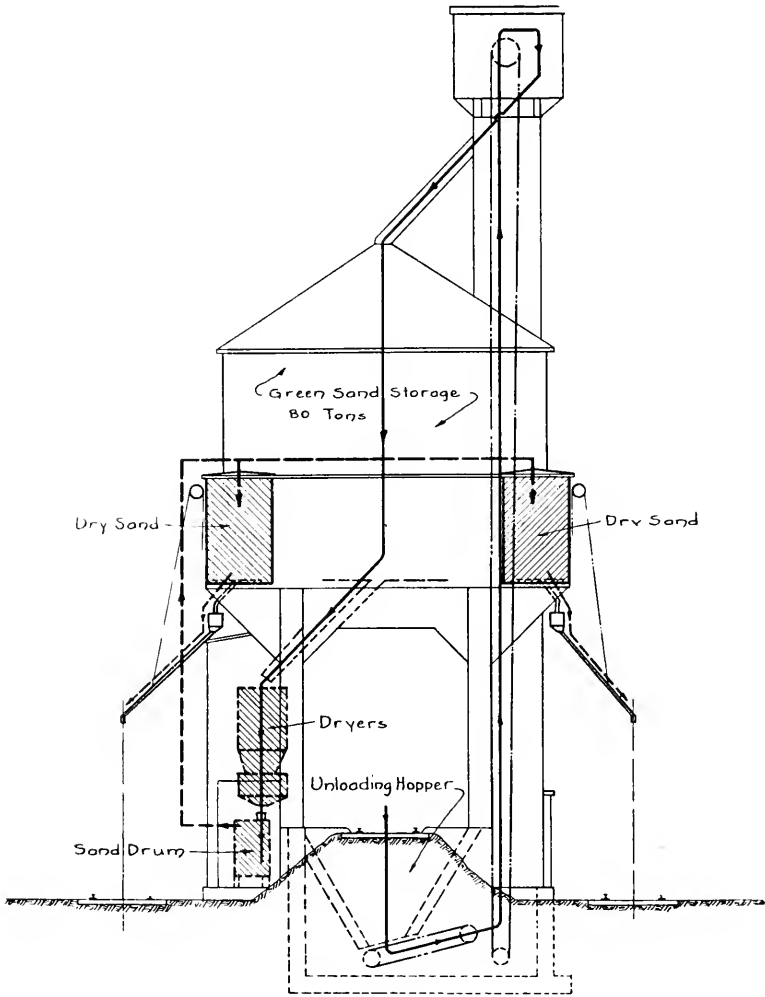 Green Sand Storage
80 Tons
Dry Sand
Dry Sand
Dryers
Unloading Hopper
Sand Drum